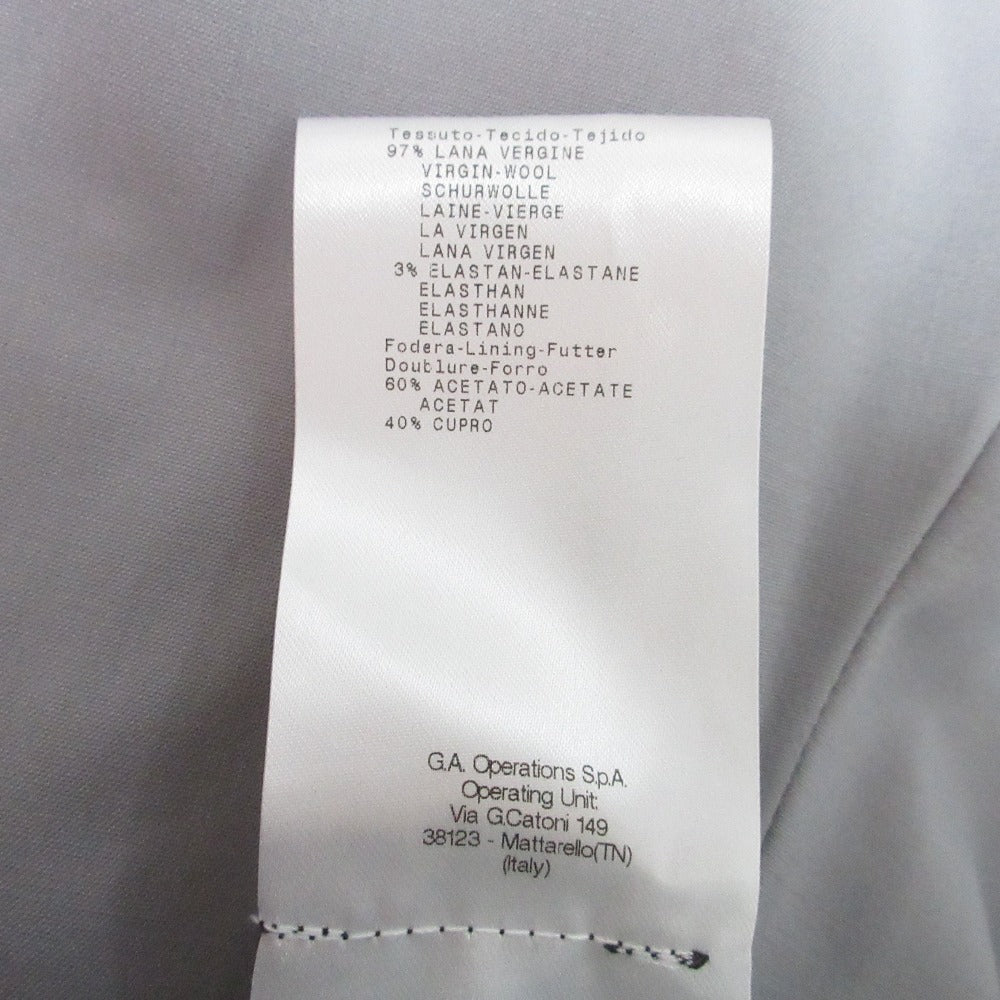 Tessuto-Tecido-Tejido
97% LANA VERGINE
VIRGIN-WOOL
SCHURWOLLE
LAINE-VIERGE
LA VIRGEN
LANA VIRGEN
3% ELASTAN-ELASTANE
ELASTHAN
ELASTHANNE
ELASTANO
Fodera-Lining-Futter
Doublure-Forro
60% ACETATO-ACETATE
ACETAT
40% CUPRO
G.A. Operations S.p.A.
Operating Unit:
Via G.Catoni 149
38123 - Mattarello(TN)
(Italy)